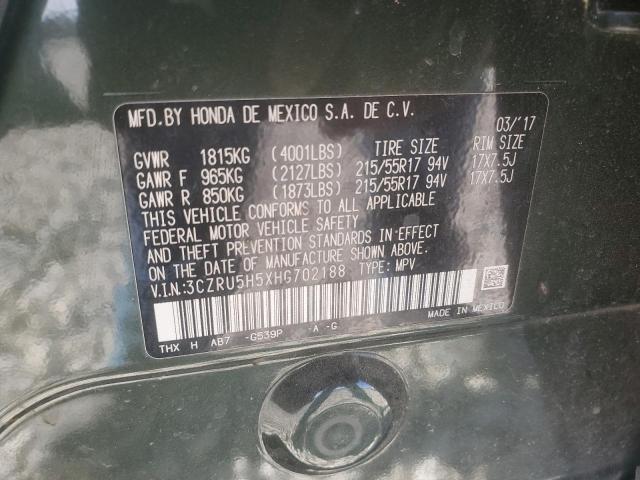 MFD.BY HONDA DE MEXICO S.A. DE C.V. 03/'17
GVWR 1815KG (4001LBS) TIRE SIZE RIM SIZE
GAWR F 965KG (2127LBS) 215/55R17 94V 17X7.5J
GAWR R 850KG (1873LBS) 215/55R17 94V 17X7.5J
THIS VEHICLE CONFORMS TO ALL APPLICABLE
FEDERAL MOTOR VEHICLE SAFETY
AND THEFT PREVENTION STANDARDS IN EFFECT
ON THE DATE OF MANUFACTURE SHOWN ABOVE.
V.I.N:3CZRU5H5XHG702188 TYPE: MPV
THX H AB7 -G539P -A -G MADE IN MEXICO